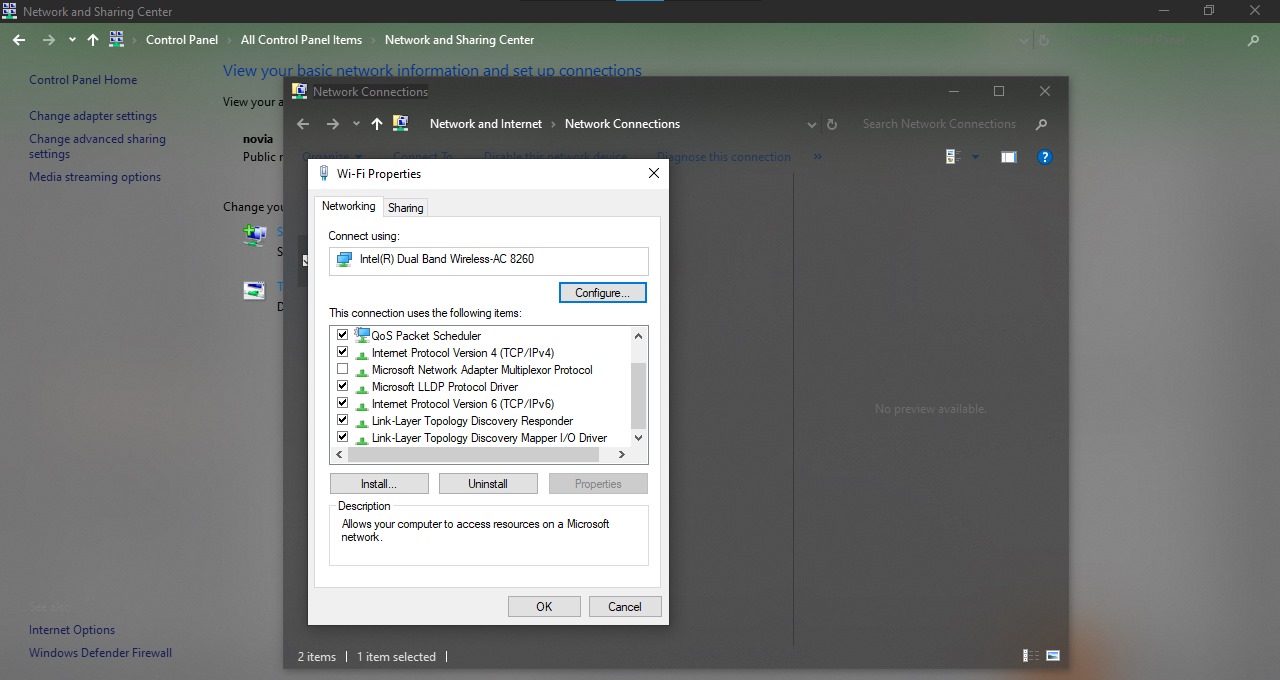 Network and Sharing Center
Control Panel
All Control Panel Items
Network and Sharing Center
Control Panel Home
Change adapter settings
Change advanced sharing
settings
Media streaming options
View your basic network information and set up connections
View your a
novia
Public r
Change you
S
S
T
D
See also
Internet Options
Windows Defender Firewall
Network Connections
Network and Internet
Network Connections
Search Network Connections
Organize
Connect To
Disable this network device
Diagnose this connection
»
No preview available.
2 items
1 item selected
Wi-Fi Properties
Networking
Sharing
Connect using:
Intel(R) Dual Band Wireless-AC 8260
Configure...
This connection uses the following items:
QoS Packet Scheduler
Internet Protocol Version 4 (TCP/IPv4)
Microsoft Network Adapter Multiplexor Protocol
Microsoft LLDP Protocol Driver
Internet Protocol Version 6 (TCP/IPv6)
Link-Layer Topology Discovery Responder
Link-Layer Topology Discovery Mapper I/O Driver
Install...
Uninstall
Properties
Description
Allows your computer to access resources on a Microsoft
network.
OK
Cancel